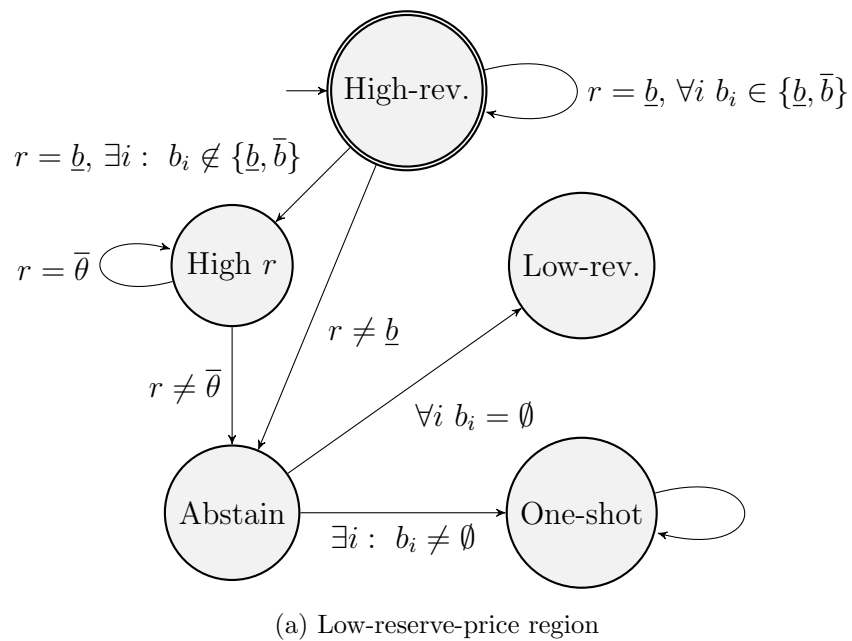 High-rev.
r = b̲, ∀i b_i ∈ {b̲, b̄}
r = b̲, ∃i : b_i ∉ {b̲, b̄}
High r
r = θ̄
Low-rev.
r ≠ b̲
r ≠ θ̄
∀i b_i = ∅
Abstain
One-shot
∃i : b_i ≠ ∅
(a) Low-reserve-price region